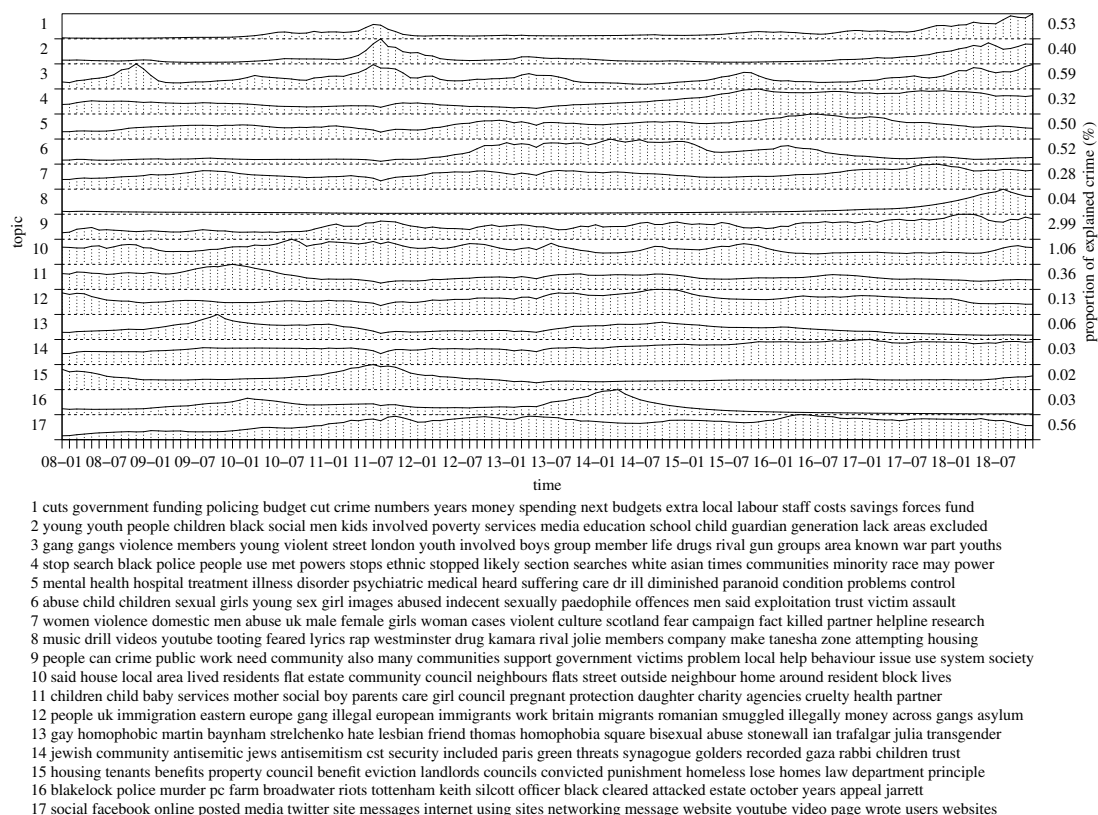 1 0.53
2 0.40
3 0.59
4 0.32
5 0.50
6 0.52
7 0.28
8 0.04
9 2.99
10 1.06
11 0.36
12 0.13
13 0.06
14 0.03
15 0.02
16 0.03
17 0.56
topic
proportion of explained crime (%)
08−01 08−07 09−01 09−07 10−01 10−07 11−01 11−07 12−01 12−07 13−01 13−07 14−01 14−07 15−01 15−07 16−01 16−07 17−01 17−07 18−01 18−07
time
1 cuts government funding policing budget cut crime numbers years money spending next budgets extra local labour staff costs savings forces fund
2 young youth people children black social men kids involved poverty services media education school child guardian generation lack areas excluded
3 gang gangs violence members young violent street london youth involved boys group member life drugs rival gun groups area known war part youths
4 stop search black police people use met powers stops ethnic stopped likely section searches white asian times communities minority race may power
5 mental health hospital treatment illness disorder psychiatric medical heard suffering care dr ill diminished paranoid condition problems control
6 abuse child children sexual girls young sex girl images abused indecent sexually paedophile offences men said exploitation trust victim assault
7 women violence domestic men abuse uk male female girls woman cases violent culture scotland fear campaign fact killed partner helpline research
8 music drill videos youtube tooting feared lyrics rap westminster drug kamara rival jolie members company make tanesha zone attempting housing
9 people can crime public work need community also many communities support government victims problem local help behaviour issue use system society
10 said house local area lived residents flat estate community council neighbours flats street outside neighbour home around resident block lives
11 children child baby services mother social boy parents care girl council pregnant protection daughter charity agencies cruelty health partner
12 people uk immigration eastern europe gang illegal european immigrants work britain migrants romanian smuggled illegally money across gangs asylum
13 gay homophobic martin baynham strelchenko hate lesbian friend thomas homophobia square bisexual abuse stonewall ian trafalgar julia transgender
14 jewish community antisemitic jews antisemitism cst security included paris green threats synagogue golders recorded gaza rabbi children trust
15 housing tenants benefits property council benefit eviction landlords councils convicted punishment homeless lose homes law department principle
16 blakelock police murder pc farm broadwater riots tottenham keith silcott officer black cleared attacked estate october years appeal jarrett
17 social facebook online posted media twitter site messages internet using sites networking message website youtube video page wrote users websites